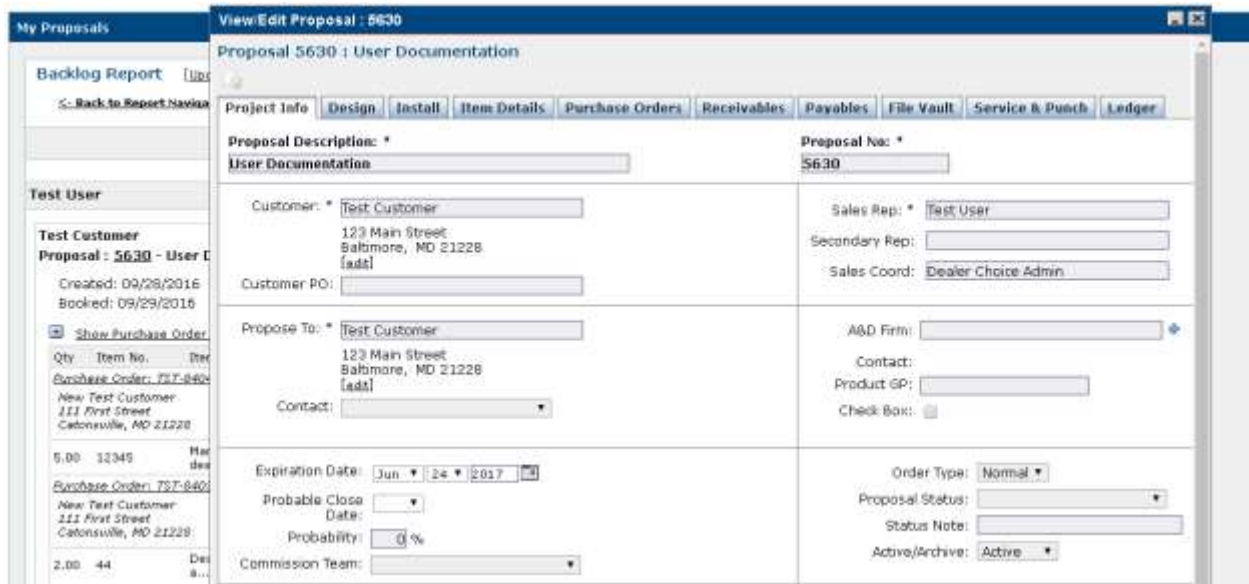 My Proposals
Backlog Report
<- Back to Report Naviga
Test User
Test Customer
Proposal : 5630 - User D
Created: 09/28/2016
Booked: 09/29/2016
Show Purchase Order
Qty Item No.
Purchase Order:
New Test Customer
111 First Street
Catonsville, MD 21228
5.00 12345
Purchase Order:
New Test Customer
111 First Street
Catonsville, MD 21228
2.00 44
View/Edit Proposal : 5630
Proposal 5630 : User Documentation
Project Info Design Install Item Details Purchase Orders Receivables Payables File Vault Service & Punch Ledger
Proposal Description: * Proposal No: *
User Documentation 5630
Customer: * Test Customer
123 Main Street
Baltimore, MD 21228
[edit]
Customer PO:
Sales Rep: * Test User
Secondary Rep:
Sales Coord: Dealer Choice Admin
Propose To: * Test Customer
123 Main Street
Baltimore, MD 21228
[edit]
Contact:
A&D Firm:
Contact:
Product GP:
Check Box:
Expiration Date: Jun 24 2017
Probable Close
Date:
Probability: 0 %
Commission Team:
Order Type: Normal
Proposal Status:
Status Note:
Active/Archive: Active